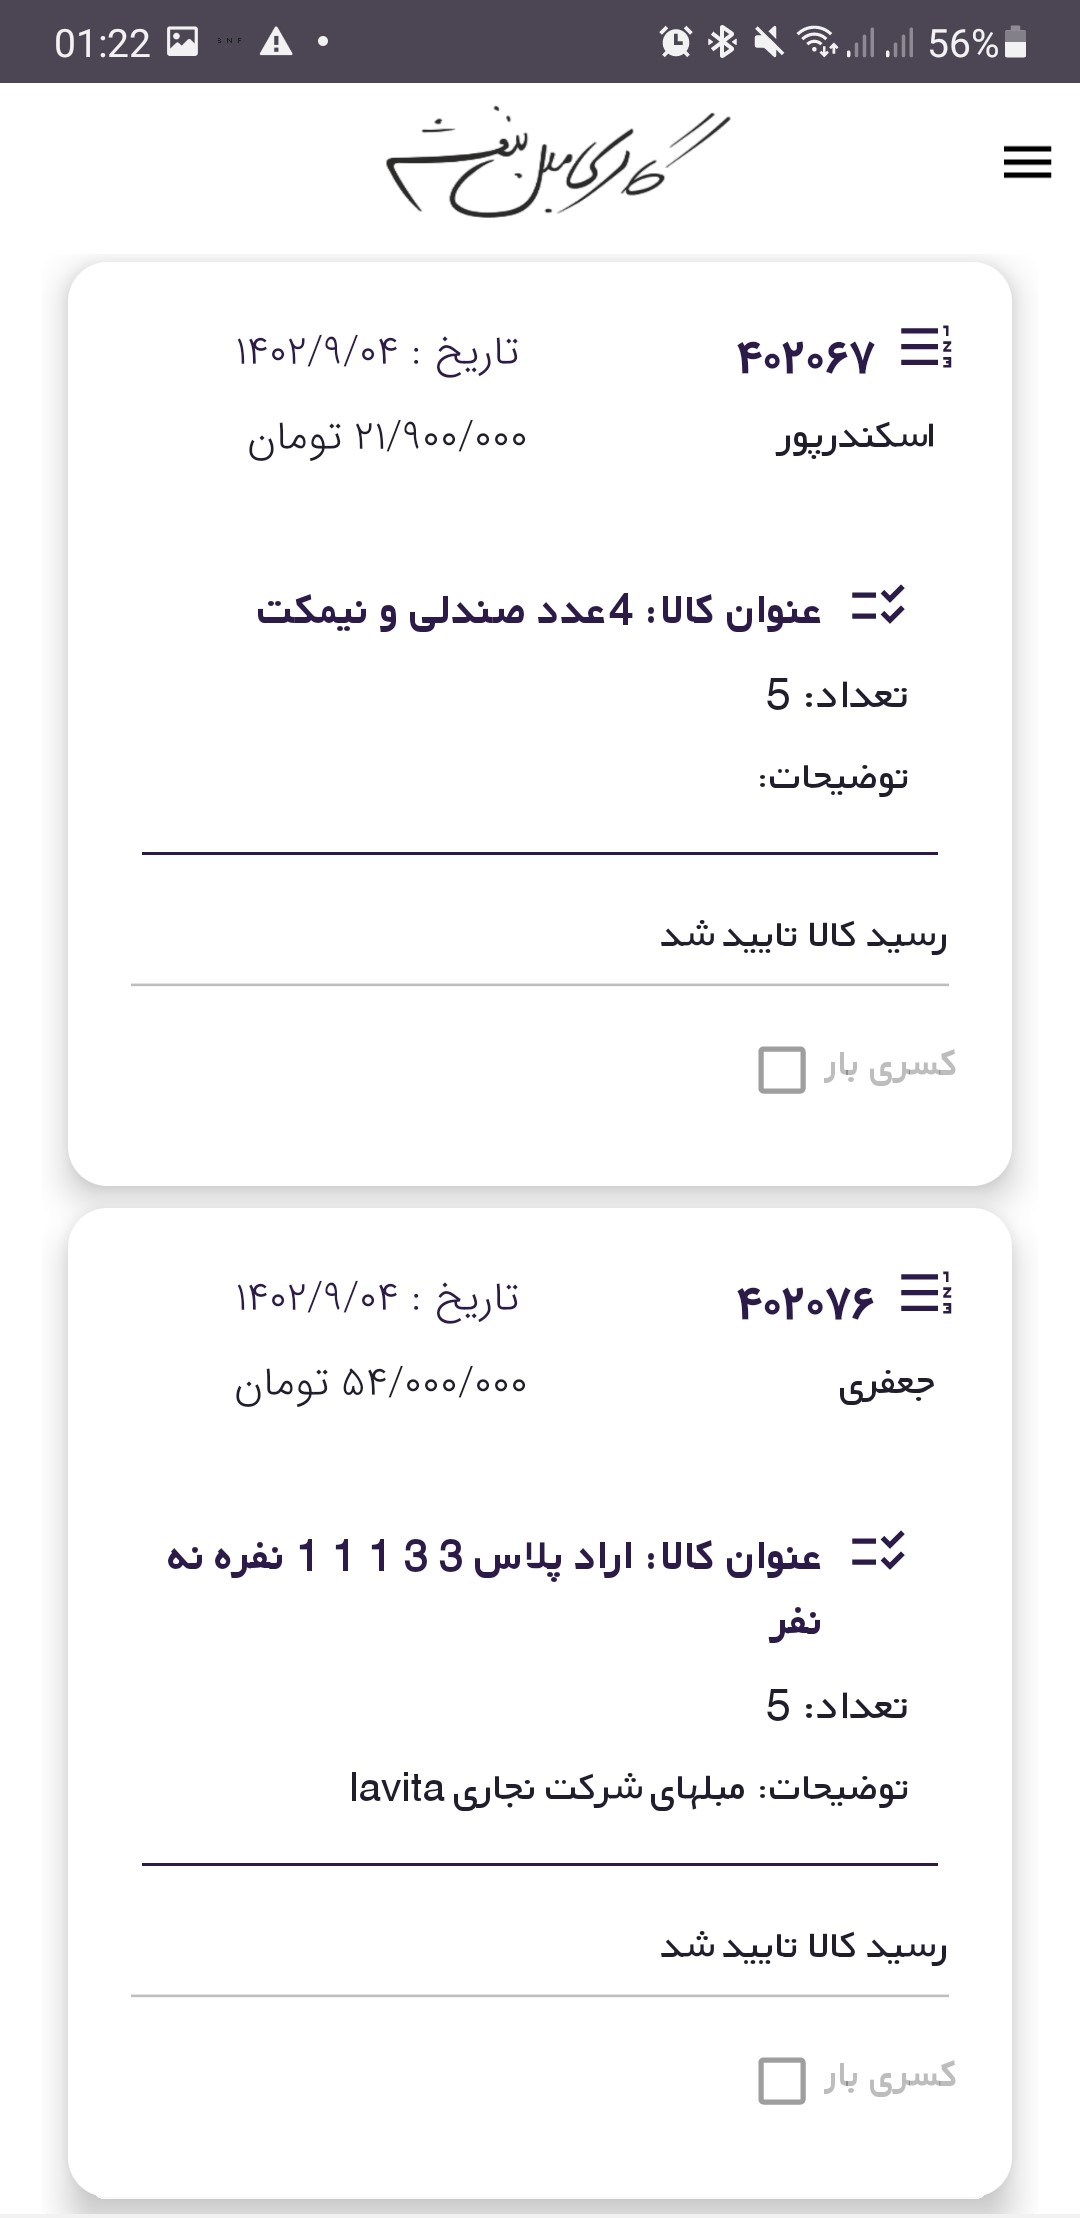 01:22
56%
گالری مبل بنفش
۴۰۲۰۶۷ تاریخ : ۱۴۰۲/۹/۰۴
اسکندرپور ۲۱/۹۰۰/۰۰۰ تومان
عنوان کالا: 4عدد صندلی و نیمکت
تعداد: 5
توضیحات:
رسید کالا تایید شد
کسری بار
۴۰۲۰۷۶ تاریخ : ۱۴۰۲/۹/۰۴
جعفری ۵۴/۰۰۰/۰۰۰ تومان
عنوان کالا: اراد پلاس 3 3 1 1 1 نفره نه
نفر
تعداد: 5
توضیحات: مبلهای شرکت نجاری lavita
رسید کالا تایید شد
کسری بار